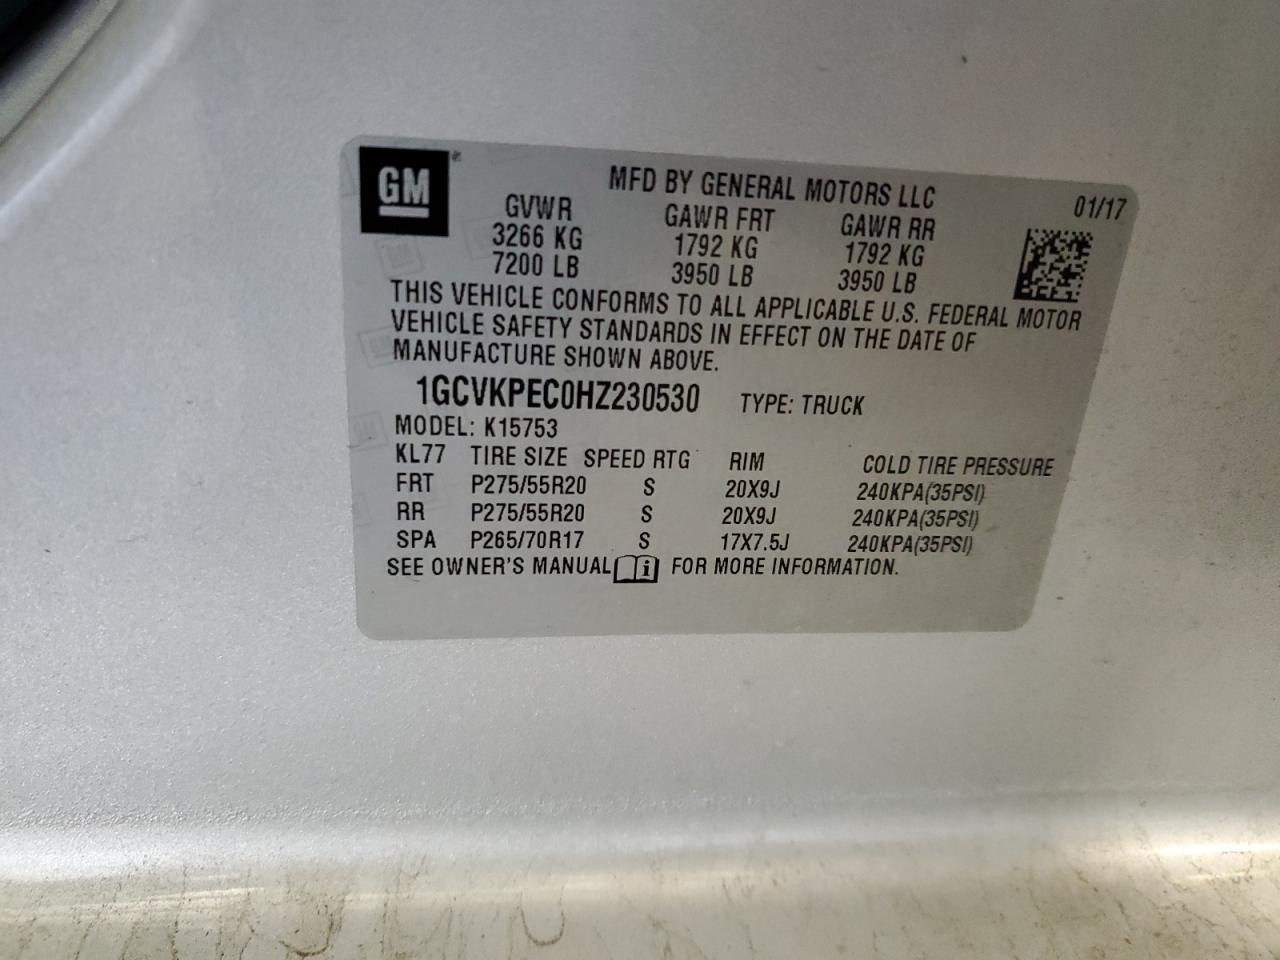 GM
MFD BY GENERAL MOTORS LLC 01/17
GVWR GAWR FRT GAWR RR
3266 KG 1792 KG 1792 KG
7200 LB 3950 LB 3950 LB
THIS VEHICLE CONFORMS TO ALL APPLICABLE U.S. FEDERAL MOTOR
VEHICLE SAFETY STANDARDS IN EFFECT ON THE DATE OF
MANUFACTURE SHOWN ABOVE.
1GCVKPEC0HZ230530 TYPE: TRUCK
MODEL: K15753
KL77 TIRE SIZE SPEED RTG RIM COLD TIRE PRESSURE
FRT P275/55R20 S 20X9J 240KPA(35PSI)
RR P275/55R20 S 20X9J 240KPA(35PSI)
SPA P265/70R17 S 17X7.5J 240KPA(35PSI)
SEE OWNER'S MANUAL i FOR MORE INFORMATION.